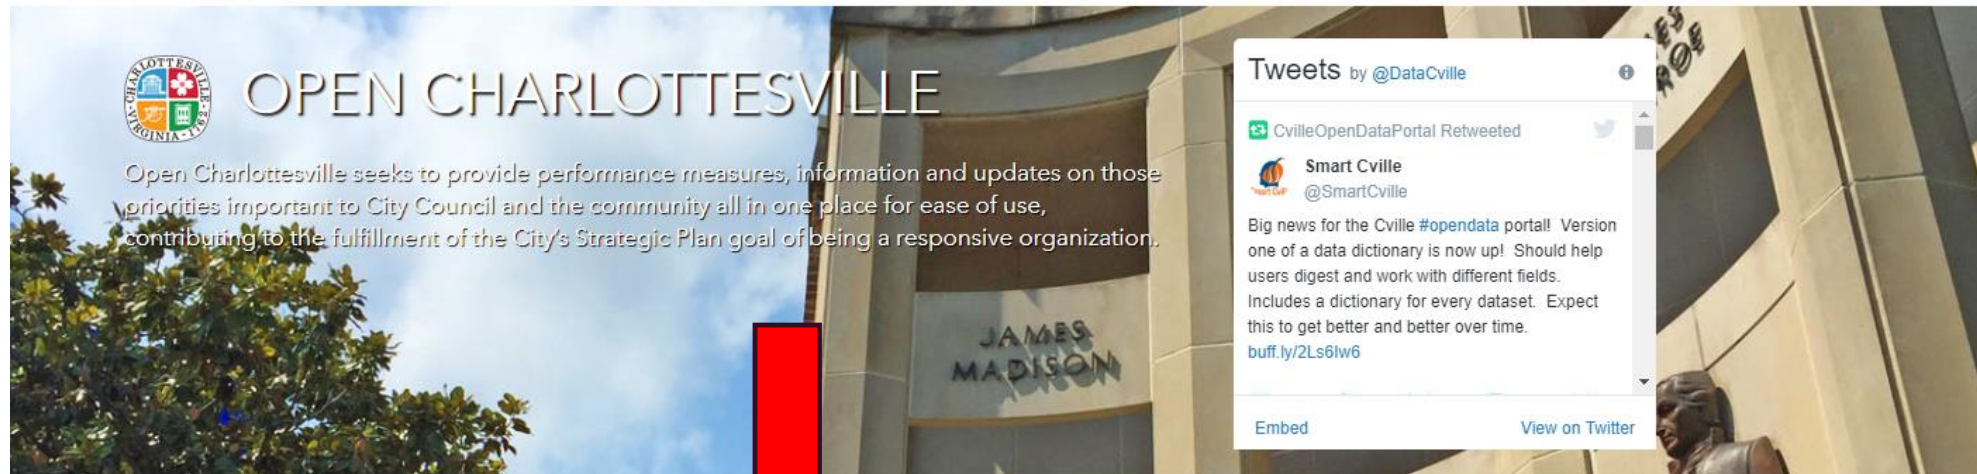 CHARLOTTESVILLE
VIRGINIA 1762
OPEN CHARLOTTESVILLE
Open Charlottesville seeks to provide performance measures, information and updates on those
priorities important to City Council and the community all in one place for ease of use,
contributing to the fulfillment of the City's Strategic Plan goal of being a responsive organization.
JAMES
MADISON
Tweets by @DataCville
CvilleOpenDataPortal Retweeted
Smart Cville
@SmartCville
Big news for the Cville #opendata portal! Version
one of a data dictionary is now up! Should help
users digest and work with different fields.
Includes a dictionary for every dataset. Expect
this to get better and better over time.
buff.ly/2Ls6lw6
Embed
View on Twitter